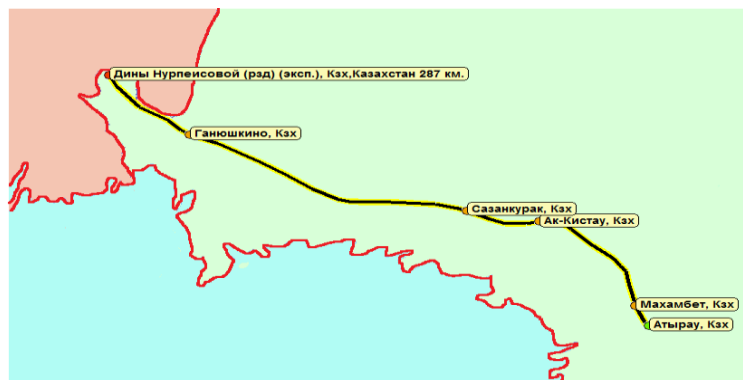 Дины Нурпеисовой (рзд) (эксп.), Кзх,Казахстан 287 км.
Ганюшкино, Кзх
Сазанкурак, Кзх
Ак-Кистау, Кзх
Махамбет, Кзх
Атырау, Кзх